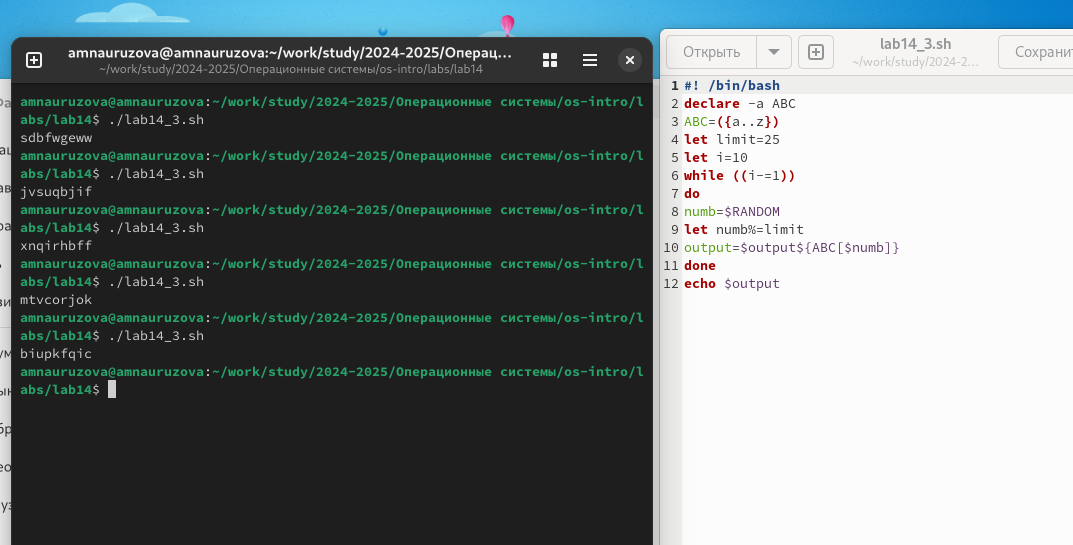 amnauruzova@amnauruzova:~/work/study/2024-2025/Операц...
~/work/study/2024-2025/Операционные системы/os-intro/labs/lab14
amnauruzova@amnauruzova:~/work/study/2024-2025/Операционные системы/os-intro/l
abs/lab14$ ./lab14_3.sh
sdbfwgeww
amnauruzova@amnauruzova:~/work/study/2024-2025/Операционные системы/os-intro/l
abs/lab14$ ./lab14_3.sh
jvsuqbjif
amnauruzova@amnauruzova:~/work/study/2024-2025/Операционные системы/os-intro/l
abs/lab14$ ./lab14_3.sh
xnqirhbff
amnauruzova@amnauruzova:~/work/study/2024-2025/Операционные системы/os-intro/l
abs/lab14$ ./lab14_3.sh
mtvcorjok
amnauruzova@amnauruzova:~/work/study/2024-2025/Операционные системы/os-intro/l
abs/lab14$ ./lab14_3.sh
biupkfqic
amnauruzova@amnauruzova:~/work/study/2024-2025/Операционные системы/os-intro/l
abs/lab14$
Открыть
lab14_3.sh
~/work/study/2024-2...
Сохрани
1 #! /bin/bash
2 declare -a ABC
3 ABC=({a..z})
4 let limit=25
5 let i=10
6 while ((i-=1))
7 do
8 numb=$RANDOM
9 let numb%=limit
10 output=$output${ABC[$numb]}
11 done
12 echo $output